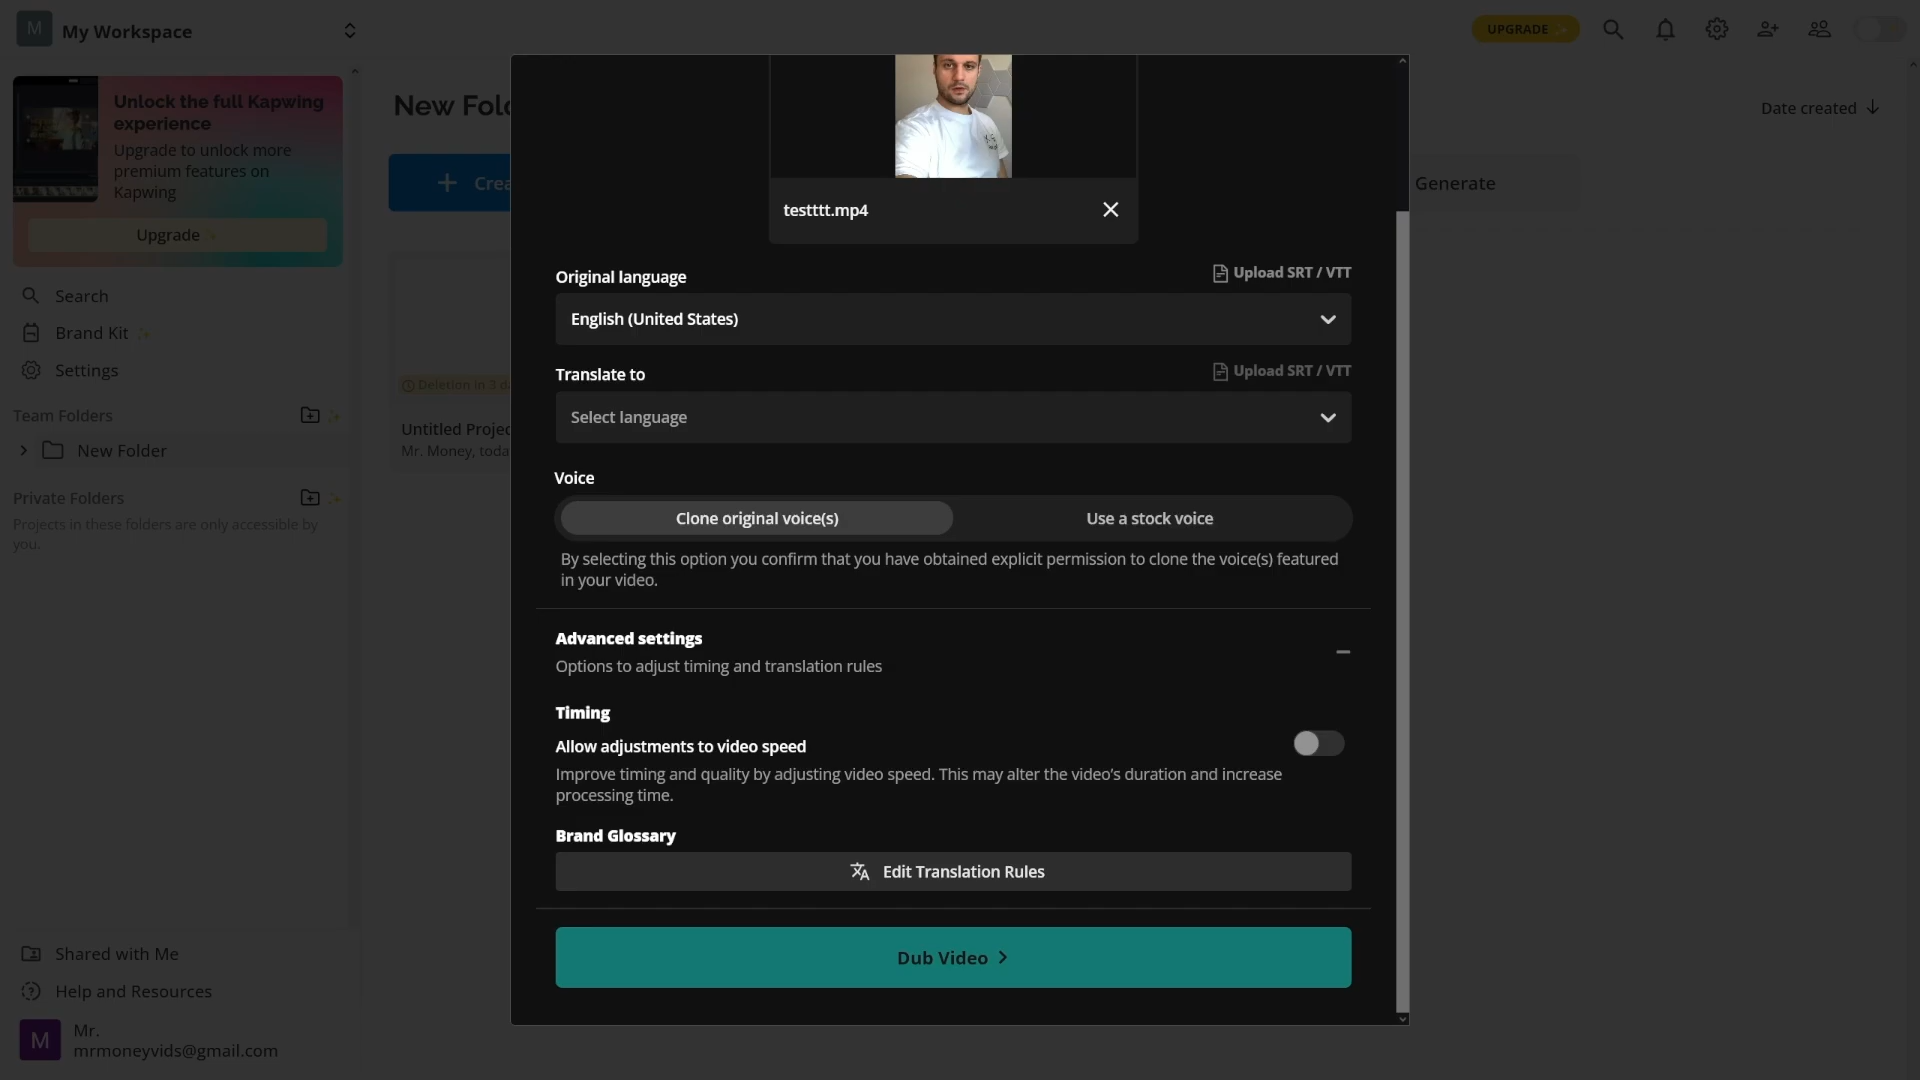 M
My Workspace
UPGRADE
Unlock the full Kapwing
experience
Upgrade to unlock more
premium features on
Kapwing
Upgrade
Search
Brand Kit
Settings
Team Folders
New Folder
Private Folders
Projects in these folders are only accessible by
you.
Shared with Me
Help and Resources
M
Mr.
mrmoneyvids@gmail.com
New Fol
Date created
Crea
Generate
Deletion in 3 d
Untitled Projec
Mr. Money, toda
testttt.mp4
Original language
Upload SRT / VTT
English (United States)
Translate to
Upload SRT / VTT
Select language
Voice
Clone original voice(s)
Use a stock voice
By selecting this option you confirm that you have obtained explicit permission to clone the voice(s) featured
in your video.
Advanced settings
Options to adjust timing and translation rules
Timing
Allow adjustments to video speed
Improve timing and quality by adjusting video speed. This may alter the video's duration and increase
processing time.
Brand Glossary
Edit Translation Rules
Dub Video